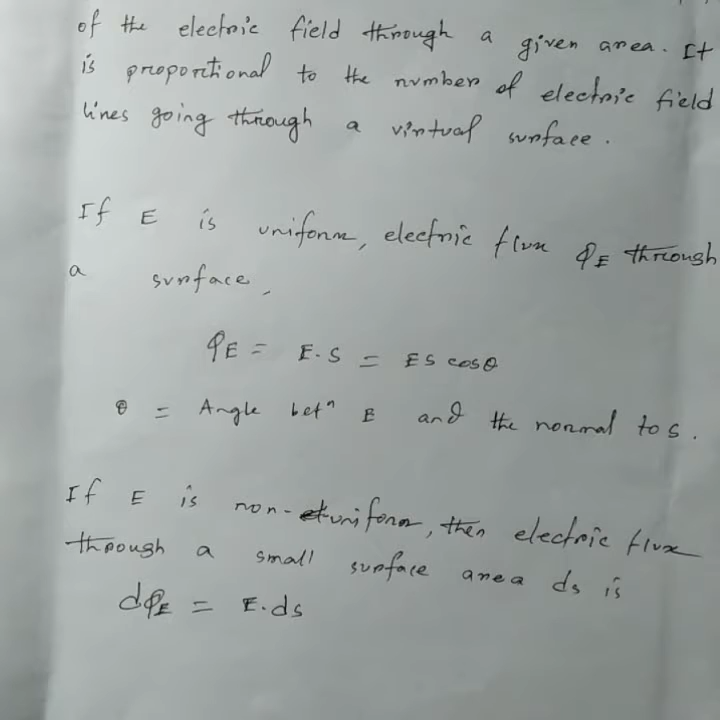 of the electric field through a given area. It
is proportional to the number of electric field
lines going through a virtual surface.
If E is uniform, electric flux φE through
a surface,
φE = E.S = ES cosθ
θ = Angle betⁿ E and the normal to S.
If E is non-uniform, then electric flux
through a small surface area ds is
dφE = E.ds